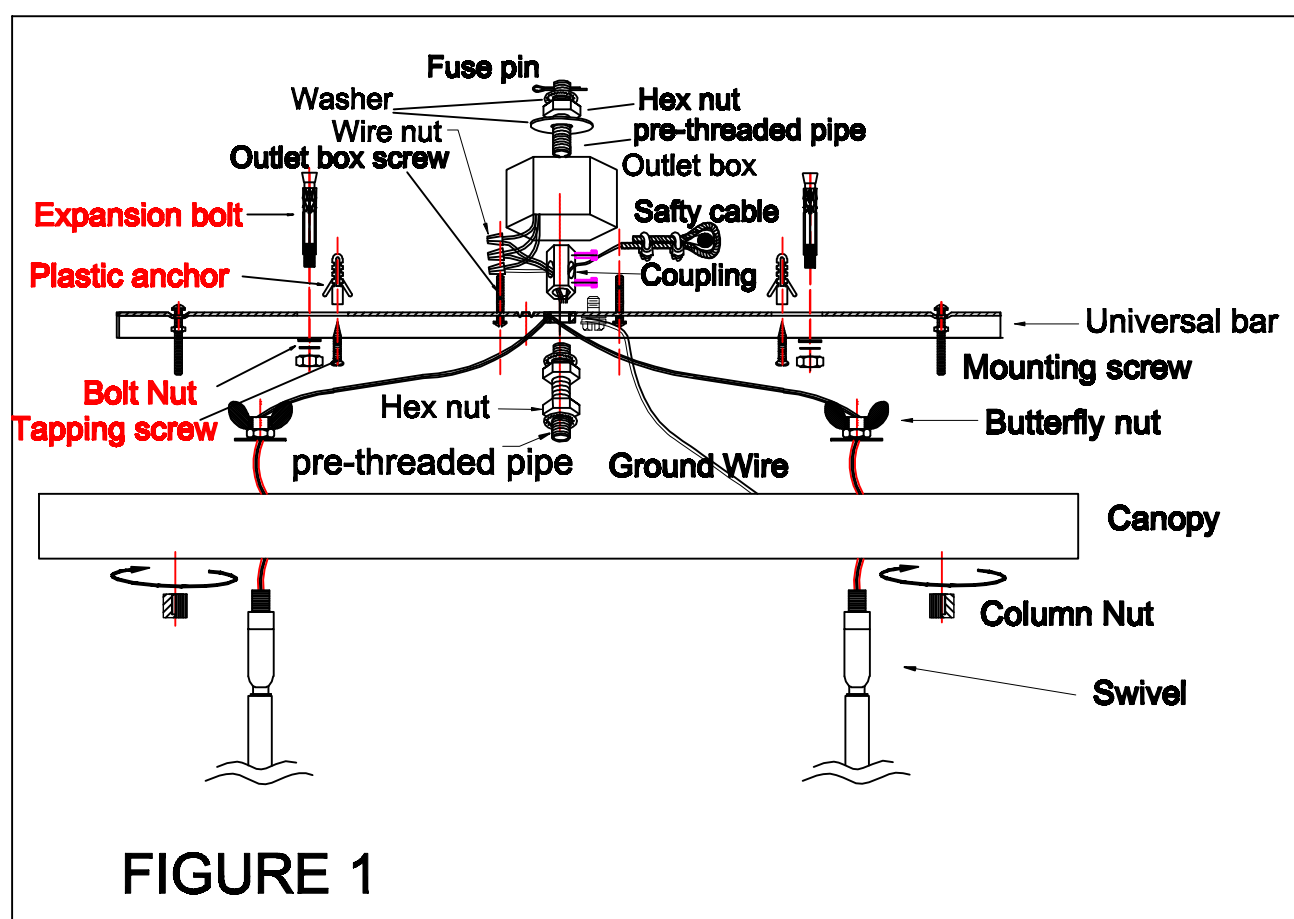 Fuse pin
Washer
Hex nut
Wire nut
pre-threaded pipe
Outlet box screw
Outlet box
Expansion bolt
Safty cable
Plastic anchor
Coupling
Universal bar
Mounting screw
Bolt Nut
Hex nut
Butterfly nut
Tapping screw
pre-threaded pipe
Ground Wire
Canopy
Column Nut
Swivel
FIGURE 1